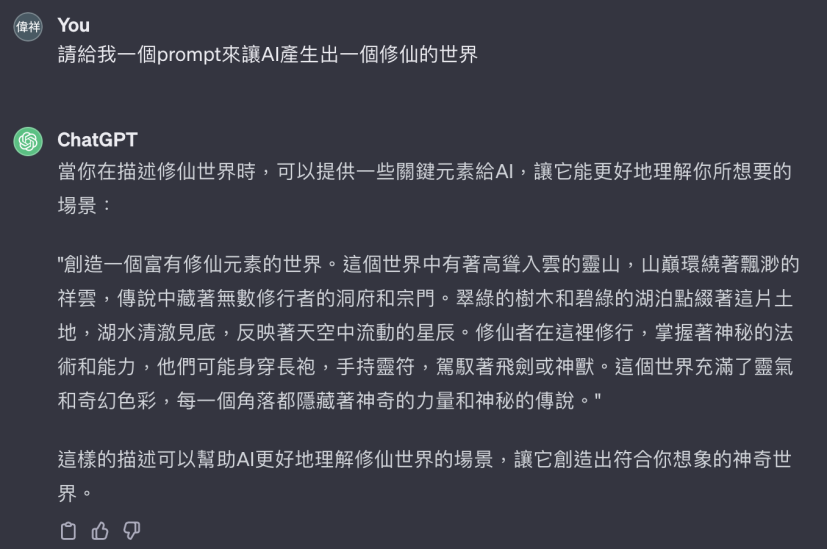 偉祥
You
請給我一個prompt來讓AI產生出一個修仙的世界
ChatGPT
當你在描述修仙世界時，可以提供一些關鍵元素給AI，讓它能更好地理解你所想要的
場景：
"創造一個富有修仙元素的世界。這個世界中有著高聳入雲的靈山，山巔環繞著飄渺的
祥雲，傳說中藏著無數修行者的洞府和宗門。翠綠的樹木和碧綠的湖泊點綴著這片土
地，湖水清澈見底，反映著天空中流動的星辰。修仙者在這裡修行，掌握著神秘的法
術和能力，他們可能身穿長袍，手持靈符，駕馭著飛劍或神獸。這個世界充滿了靈氣
和奇幻色彩，每一個角落都隱藏著神奇的力量和神秘的傳說。"
這樣的描述可以幫助AI更好地理解修仙世界的場景，讓它創造出符合你想象的神奇世
界。